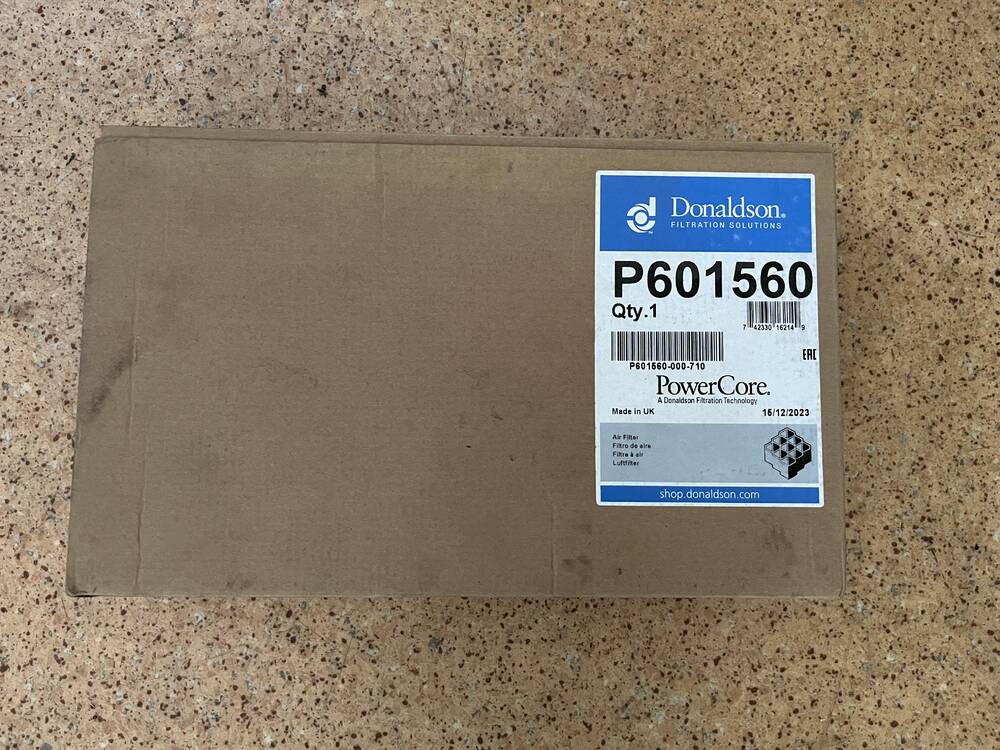 Donaldson®
FILTRATION SOLUTIONS
P601560
Qty.1
7 42330 16214 9
P601560-000-710
EAC
PowerCore®
A Donaldson Filtration Technology
Made in UK
15/12/2023
Air Filter
Filtro de aire
Filtre à air
Luftfilter
shop.donaldson.com